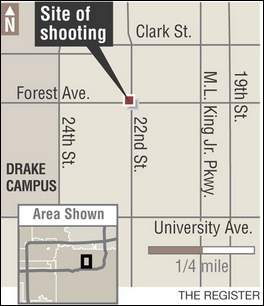 N
Site of
shooting
Clark St.
Forest Ave.
24th St.
22nd St.
M.L. King Jr. Pkwy.
19th St.
DRAKE
CAMPUS
Area Shown
University Ave.
1/4 mile
THE REGISTER